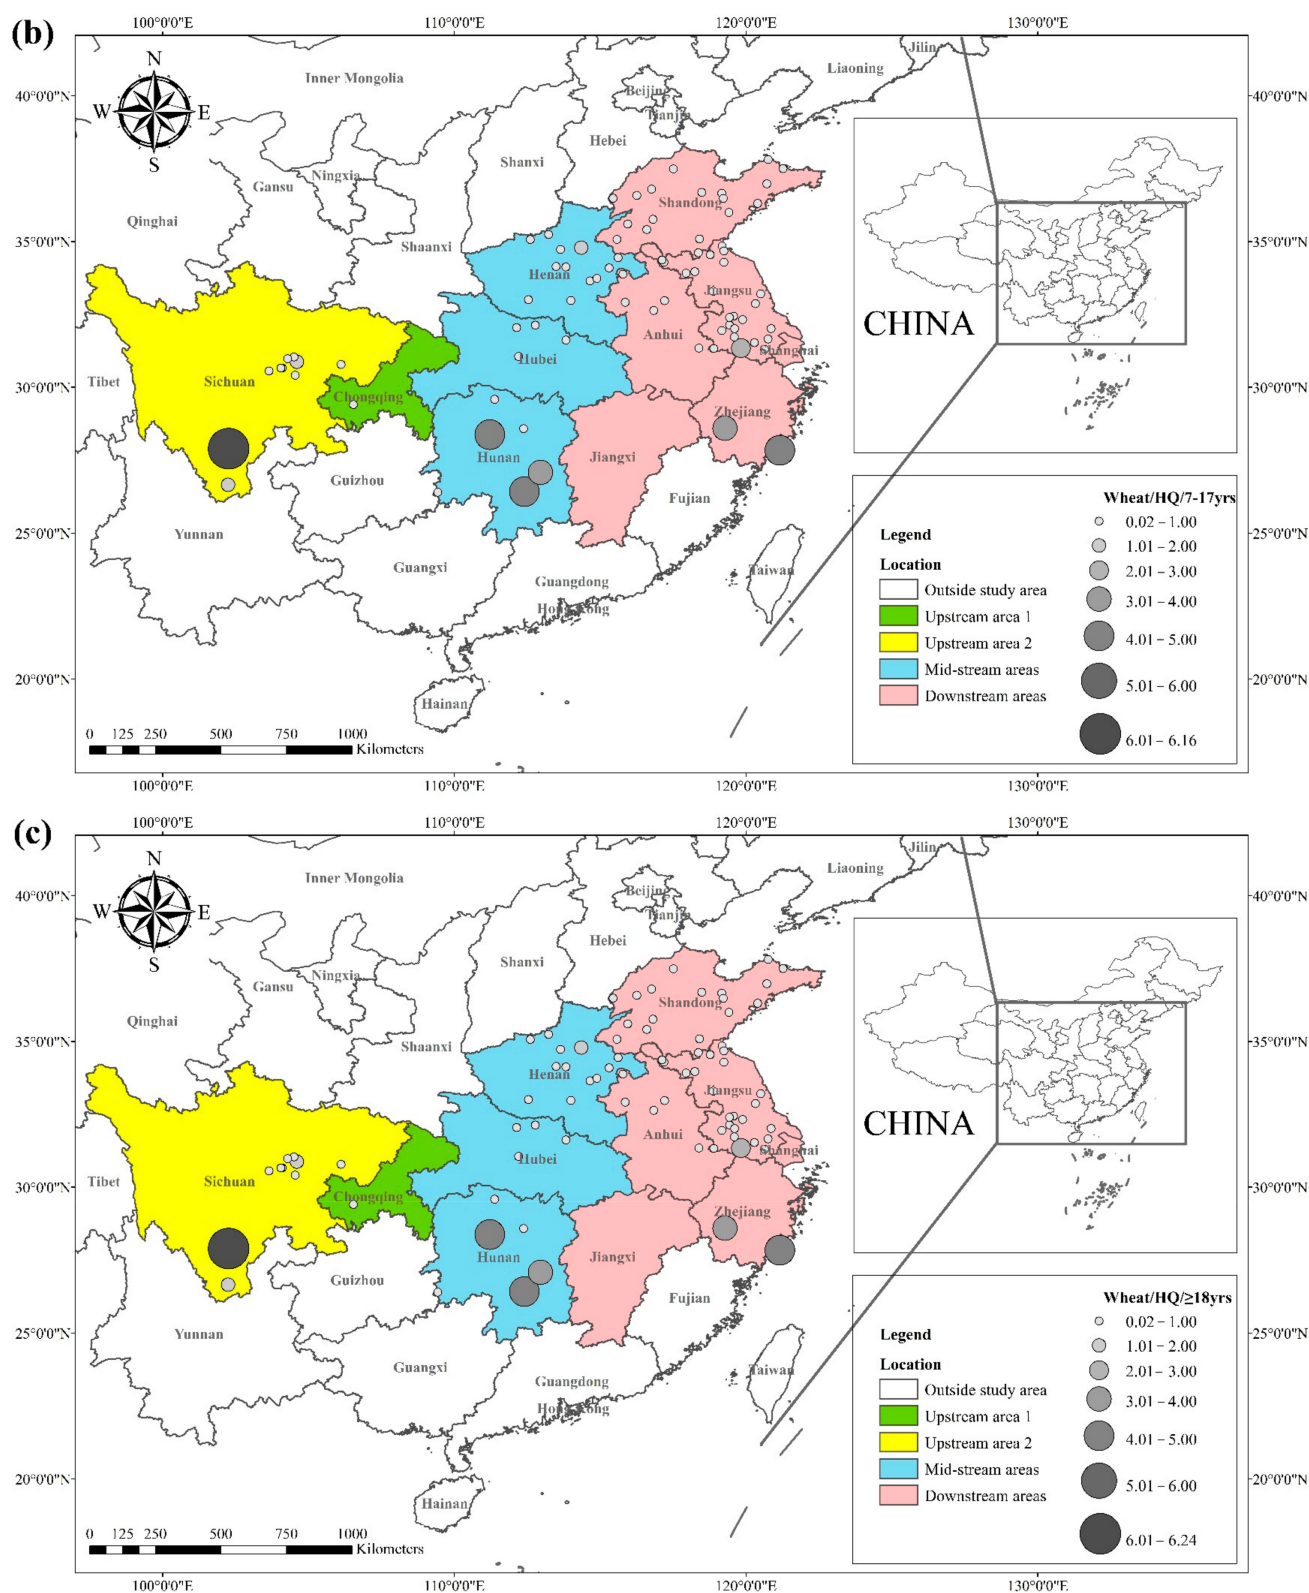 (b)
100°0'0"E 110°0'0"E 120°0'0"E 130°0'0"E
N
W E
S
40°0'0"N 40°0'0"N
35°0'0"N 35°0'0"N
30°0'0"N 30°0'0"N
25°0'0"N 25°0'0"N
20°0'0"N 20°0'0"N
Jilin
Liaoning
Inner Mongolia
Beijing
Tianjin
Hebei
Shanxi
Ningxia
Gansu
Shandong
Qinghai
Shaanxi
Henan
Jiangsu
Anhui
Shanghai
Hubei
Tibet
Sichuan
Chongqing
Zhejiang
Hunan
Jiangxi
Guizhou
Fujian
Yunnan
Guangxi
Guangdong
Taiwan
Hong Kong
Hainan
CHINA
Legend
Location
Outside study area
Upstream area 1
Upstream area 2
Mid-stream areas
Downstream areas
Wheat/HQ/7-17yrs
0.02 – 1.00
1.01 – 2.00
2.01 – 3.00
3.01 – 4.00
4.01 – 5.00
5.01 – 6.00
6.01 – 6.16
0 125 250 500 750 1000
Kilometers
100°0'0"E 110°0'0"E 120°0'0"E 130°0'0"E
(c)
100°0'0"E 110°0'0"E 120°0'0"E 130°0'0"E
N
W E
S
40°0'0"N 40°0'0"N
35°0'0"N 35°0'0"N
30°0'0"N 30°0'0"N
25°0'0"N 25°0'0"N
20°0'0"N 20°0'0"N
Jilin
Liaoning
Inner Mongolia
Beijing
Tianjin
Hebei
Shanxi
Ningxia
Gansu
Shandong
Qinghai
Shaanxi
Henan
Jiangsu
Anhui
Shanghai
Hubei
Tibet
Sichuan
Chongqing
Zhejiang
Hunan
Jiangxi
Guizhou
Fujian
Yunnan
Guangxi
Guangdong
Taiwan
Hong Kong
Hainan
CHINA
Legend
Location
Outside study area
Upstream area 1
Upstream area 2
Mid-stream areas
Downstream areas
Wheat/HQ/≥18yrs
0.02 – 1.00
1.01 – 2.00
2.01 – 3.00
3.01 – 4.00
4.01 – 5.00
5.01 – 6.00
6.01 – 6.24
0 125 250 500 750 1000
Kilometers
100°0'0"E 110°0'0"E 120°0'0"E 130°0'0"E